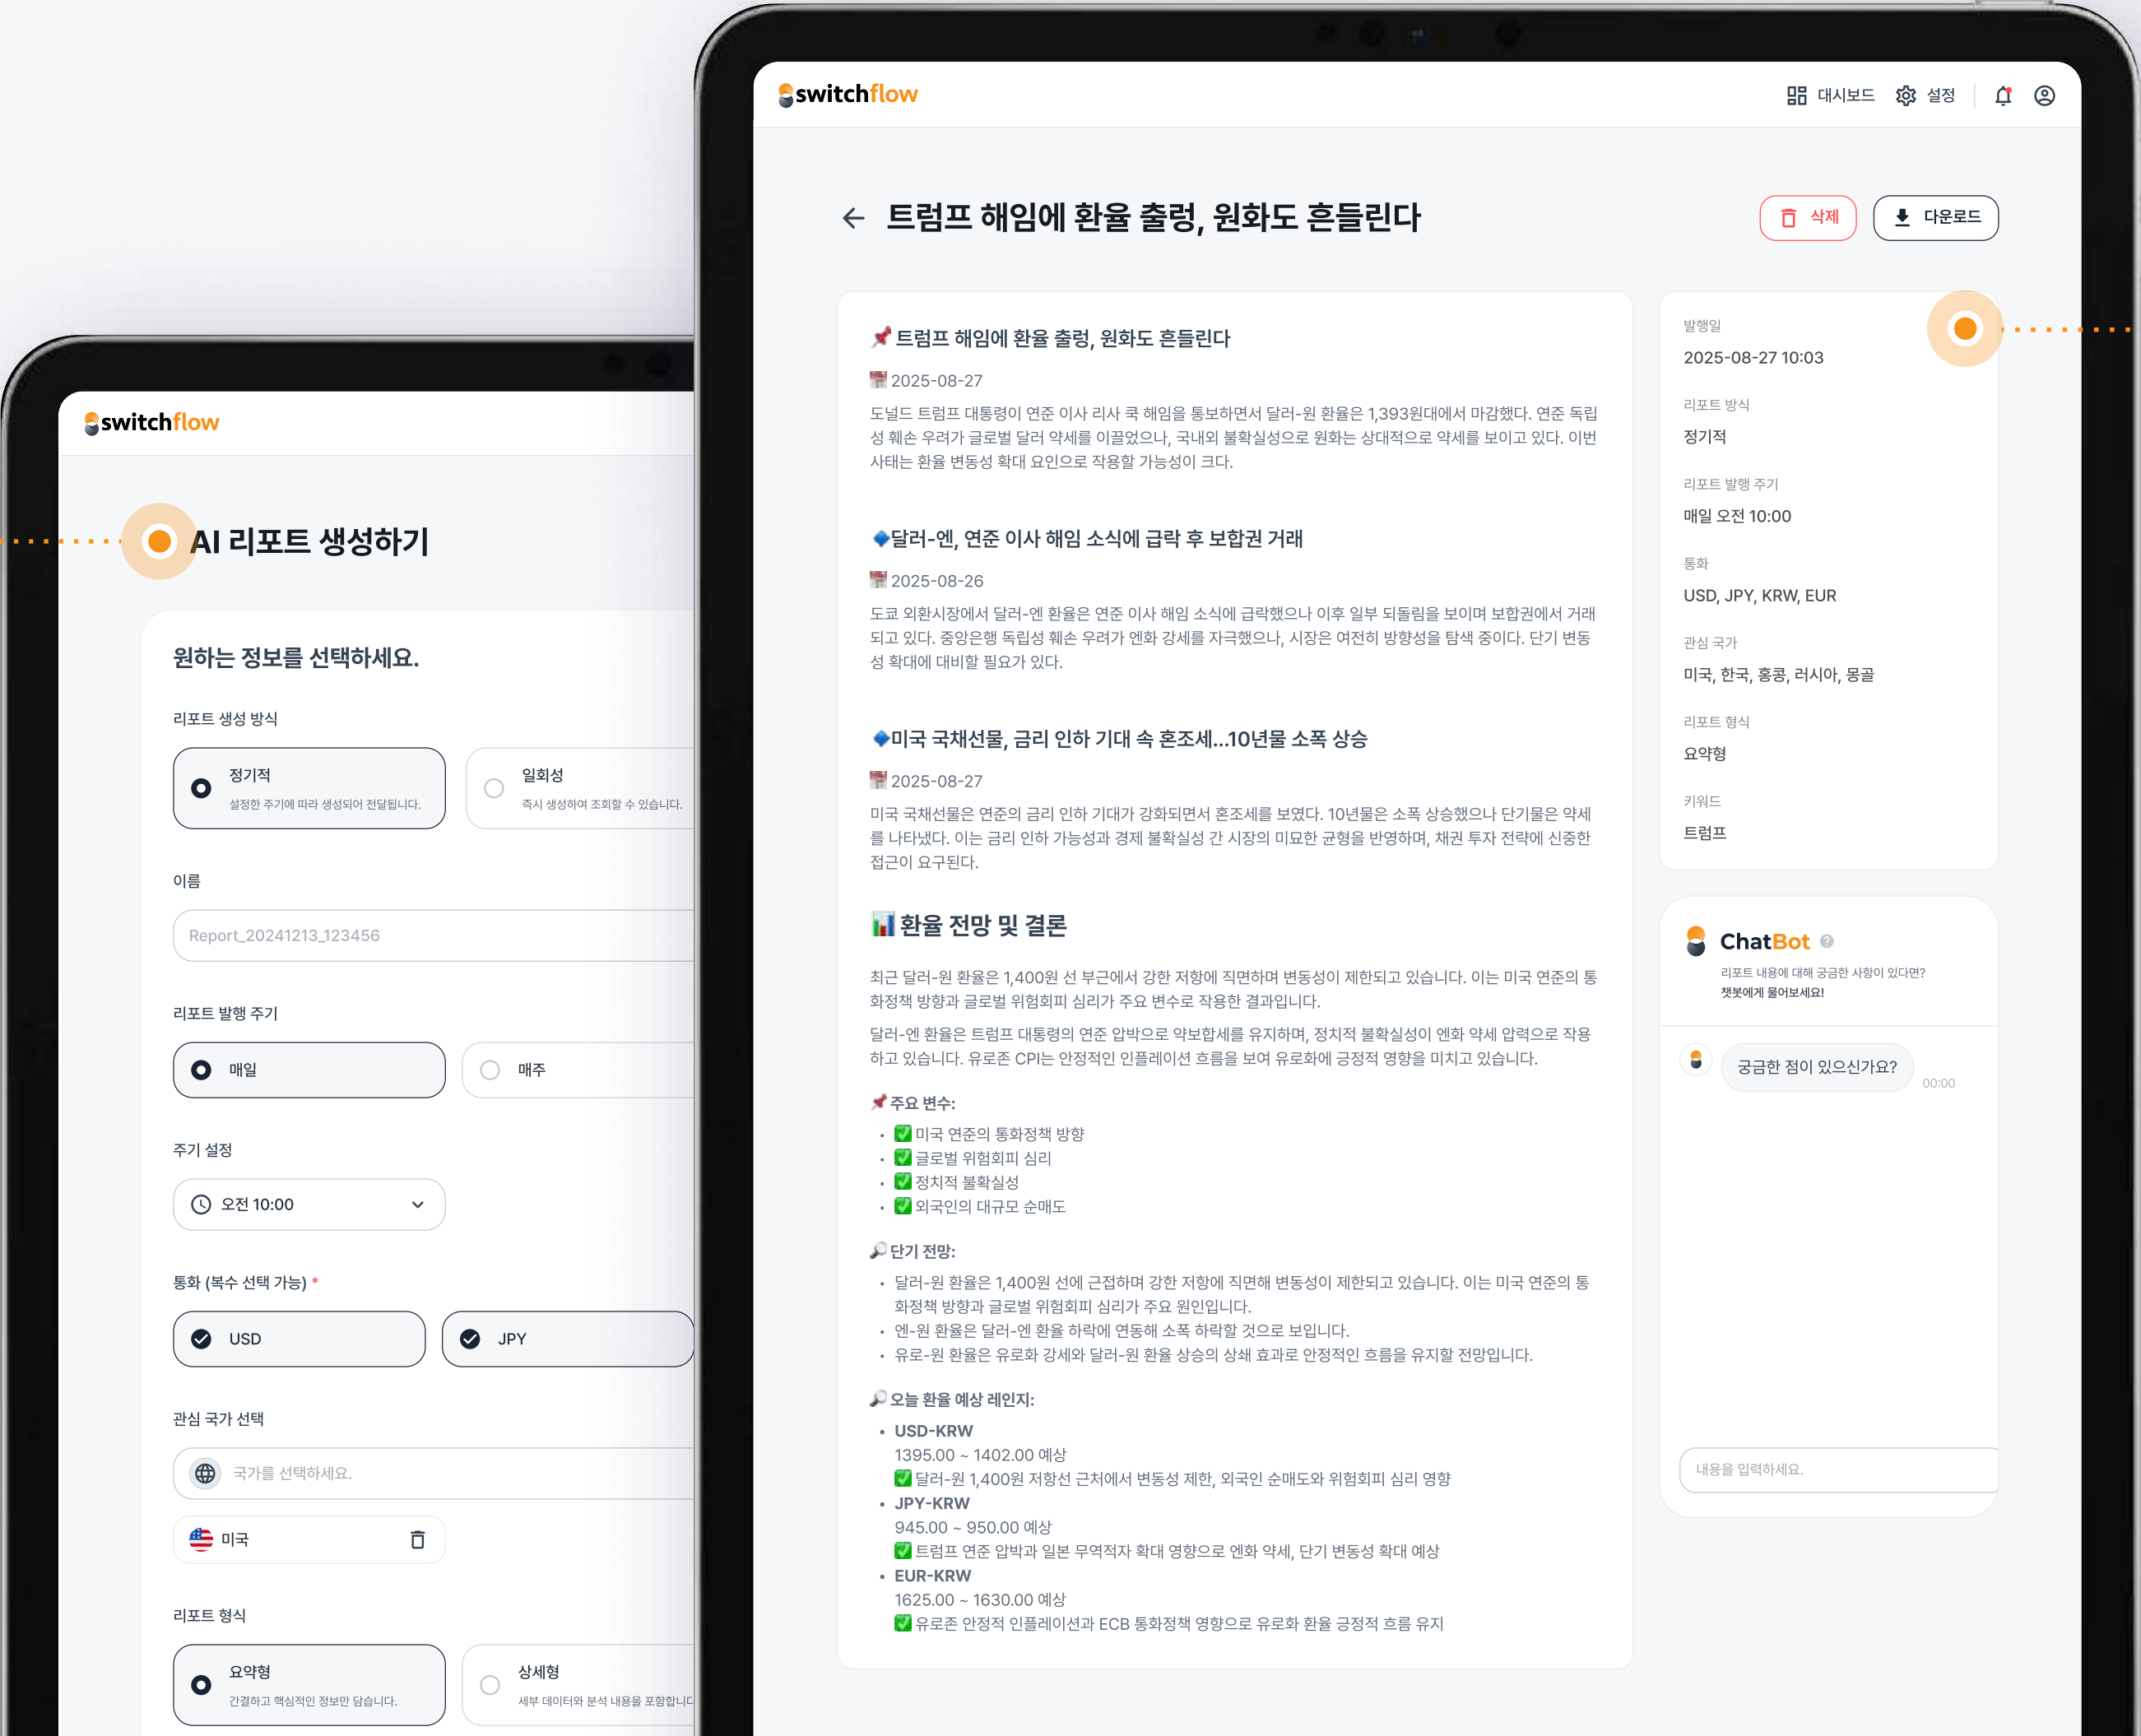 switchflow
AI 리포트 생성하기
원하는 정보를 선택하세요.
리포트 생성 방식
정기적
설정한 주기에 따라 생성되어 전달됩니다.
일회성
즉시 생성하여 조회할 수 있습니다.
이름
Report_20241213_123456
리포트 발행 주기
매일
매주
주기 설정
오전 10:00
통화 (복수 선택 가능) *
USD
JPY
관심 국가 선택
국가를 선택하세요.
미국
리포트 형식
요약형
간결하고 핵심적인 정보만 담습니다.
상세형
세부 데이터와 분석 내용을 포함합니다
switchflow
대시보드
설정
트럼프 해임에 환율 출렁, 원화도 흔들린다
삭제
다운로드
트럼프 해임에 환율 출렁, 원화도 흔들린다
2025-08-27
도널드 트럼프 대통령이 연준 이사 리사 쿡 해임을 통보하면서 달러-원 환율은 1,393원대에서 마감했다. 연준 독립
성 훼손 우려가 글로벌 달러 약세를 이끌었으나, 국내외 불확실성으로 원화는 상대적으로 약세를 보이고 있다. 이번
사태는 환율 변동성 확대 요인으로 작용할 가능성이 크다.
달러-엔, 연준 이사 해임 소식에 급락 후 보합권 거래
2025-08-26
도쿄 외환시장에서 달러-엔 환율은 연준 이사 해임 소식에 급락했으나 이후 일부 되돌림을 보이며 보합권에서 거래
되고 있다. 중앙은행 독립성 훼손 우려가 엔화 강세를 자극했으나, 시장은 여전히 방향성을 탐색 중이다. 단기 변동
성 확대에 대비할 필요가 있다.
미국 국채선물, 금리 인하 기대 속 혼조세...10년물 소폭 상승
2025-08-27
미국 국채선물은 연준의 금리 인하 기대가 강화되면서 혼조세를 보였다. 10년물은 소폭 상승했으나 단기물은 약세
를 나타냈다. 이는 금리 인하 가능성과 경제 불확실성 간 시장의 미묘한 균형을 반영하며, 채권 투자 전략에 신중한
접근이 요구된다.
환율 전망 및 결론
최근 달러-원 환율은 1,400원 선 부근에서 강한 저항에 직면하며 변동성이 제한되고 있습니다. 이는 미국 연준의 통
화정책 방향과 글로벌 위험회피 심리가 주요 변수로 작용한 결과입니다.
달러-엔 환율은 트럼프 대통령의 연준 압박으로 약보합세를 유지하며, 정치적 불확실성이 엔화 약세 압력으로 작용
하고 있습니다. 유로존 CPI는 안정적인 인플레이션 흐름을 보여 유로화에 긍정적 영향을 미치고 있습니다.
주요 변수:
• 미국 연준의 통화정책 방향
• 글로벌 위험회피 심리
• 정치적 불확실성
• 외국인의 대규모 순매도
단기 전망:
• 달러-원 환율은 1,400원 선에 근접하며 강한 저항에 직면해 변동성이 제한되고 있습니다. 이는 미국 연준의 통
화정책 방향과 글로벌 위험회피 심리가 주요 원인입니다.
• 엔-원 환율은 달러-엔 환율 하락에 연동해 소폭 하락할 것으로 보입니다.
• 유로-원 환율은 유로화 강세와 달러-원 환율 상승의 상쇄 효과로 안정적인 흐름을 유지할 전망입니다.
오늘 환율 예상 레인지:
• USD-KRW
1395.00 ~ 1402.00 예상
달러-원 1,400원 저항선 근처에서 변동성 제한, 외국인 순매도와 위험회피 심리 영향
• JPY-KRW
945.00 ~ 950.00 예상
트럼프 연준 압박과 일본 무역적자 확대 영향으로 엔화 약세, 단기 변동성 확대 예상
• EUR-KRW
1625.00 ~ 1630.00 예상
유로존 안정적 인플레이션과 ECB 통화정책 영향으로 유로화 환율 긍정적 흐름 유지
발행일
2025-08-27 10:03
리포트 방식
정기적
리포트 발행 주기
매일 오전 10:00
통화
USD, JPY, KRW, EUR
관심 국가
미국, 한국, 홍콩, 러시아, 몽골
리포트 형식
요약형
키워드
트럼프
ChatBot ?
리포트 내용에 대해 궁금한 사항이 있다면?
챗봇에게 물어보세요!
궁금한 점이 있으신가요?
00:00
내용을 입력하세요.